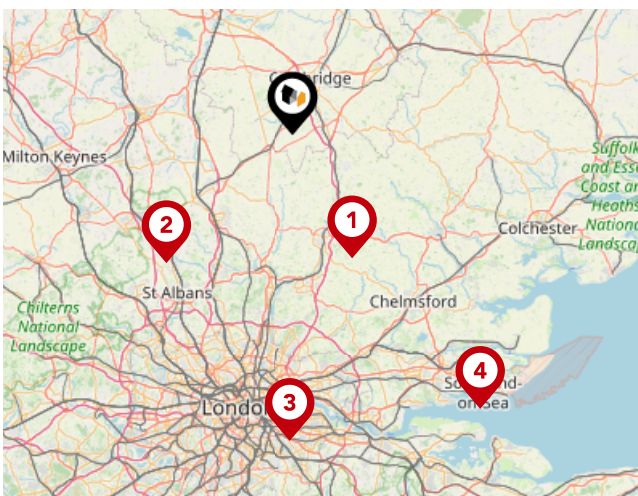 Cambridge
Milton Keynes
Suffolk
and Esse
Coast an
Heaths
Nationa
Landsca
1
2
Colchester
St Albans
Chelmsford
Chilterns
National
Landscape
4
Southend-
on-Sea
3
London